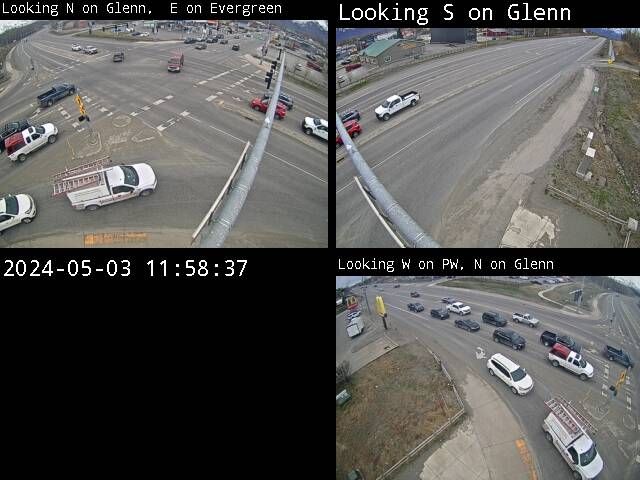 Looking N on Glenn, E on Evergreen
Looking S on Glenn
2024-05-03 11:58:37
Looking W on PW, N on Glenn